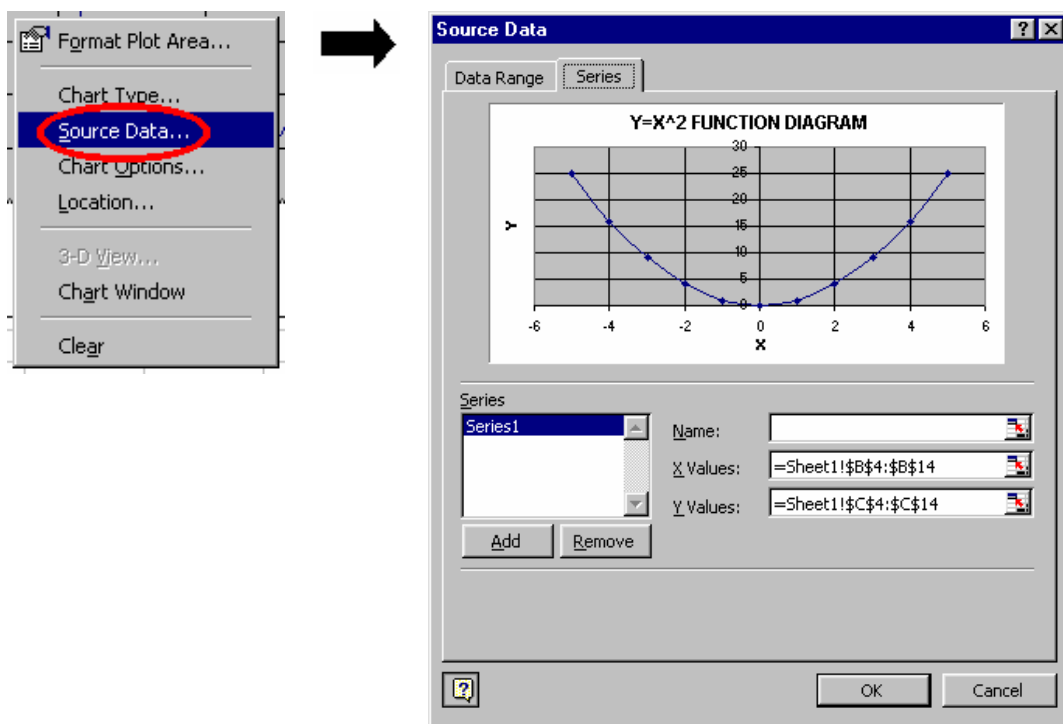 Format Plot Area...
Chart Type...
Source Data...
Chart Options...
Location...
3-D View...
Chart Window
Clear
Source Data
Data Range Series
Y=X^2 FUNCTION DIAGRAM
30
25
20
15
10
5
0
Y
-6 -4 -2 0 2 4 6
X
Series
Series1
Name:
X Values: =Sheet1!$B$4:$B$14
Y Values: =Sheet1!$C$4:$C$14
Add Remove
OK Cancel